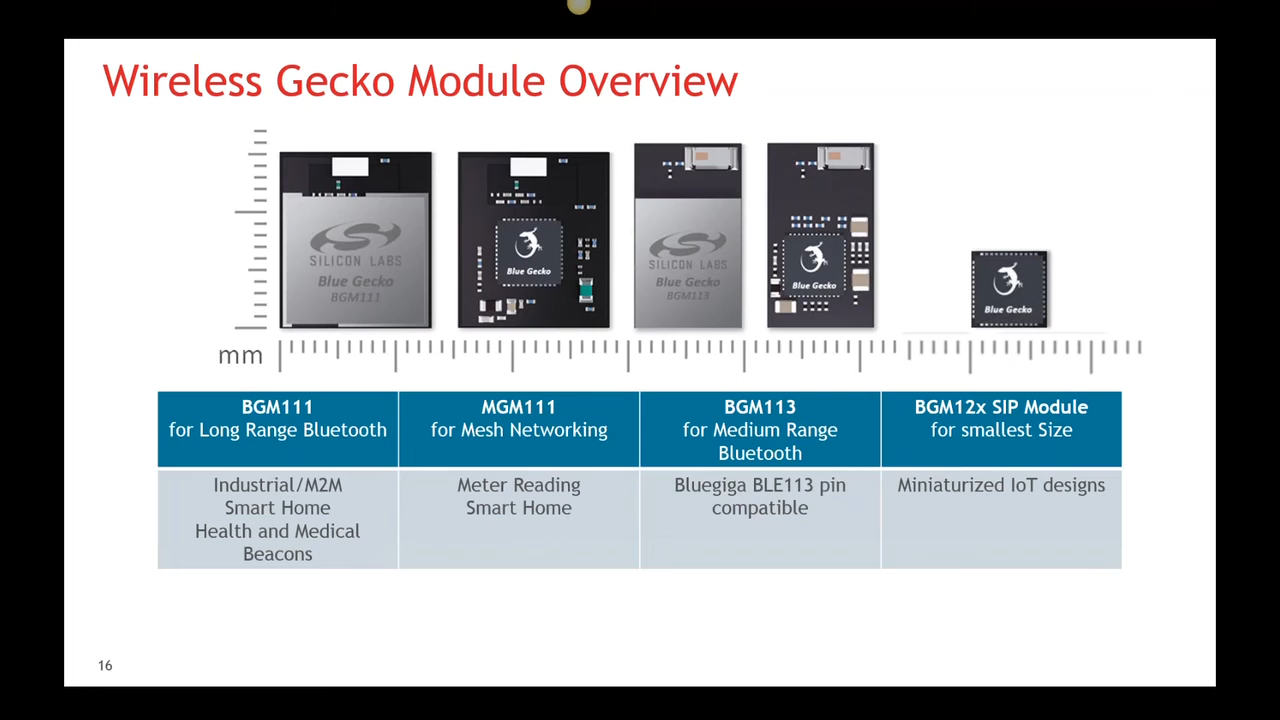 Wireless Gecko Module Overview
SILICON LABS
Blue Gecko
BGM111
Blue Gecko
SILICON LABS
Blue Gecko
BGM113
Blue Gecko
Blue Gecko
mm
BGM111
for Long Range Bluetooth
MGM111
for Mesh Networking
BGM113
for Medium Range
Bluetooth
BGM12x SIP Module
for smallest Size
Industrial/M2M
Smart Home
Health and Medical
Beacons
Meter Reading
Smart Home
Bluegiga BLE113 pin
compatible
Miniaturized IoT designs
16